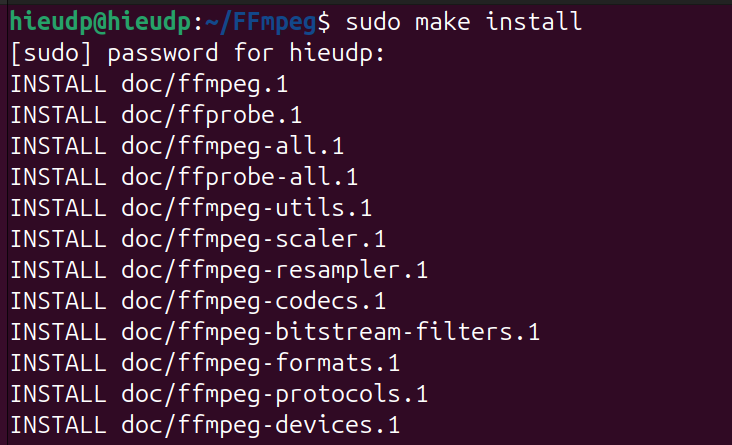 hieudp@hieudp:~/FFmpeg$ sudo make install
[sudo] password for hieudp:
INSTALL doc/ffmpeg.1
INSTALL doc/ffprobe.1
INSTALL doc/ffmpeg-all.1
INSTALL doc/ffprobe-all.1
INSTALL doc/ffmpeg-utils.1
INSTALL doc/ffmpeg-scaler.1
INSTALL doc/ffmpeg-resampler.1
INSTALL doc/ffmpeg-codecs.1
INSTALL doc/ffmpeg-bitstream-filters.1
INSTALL doc/ffmpeg-formats.1
INSTALL doc/ffmpeg-protocols.1
INSTALL doc/ffmpeg-devices.1